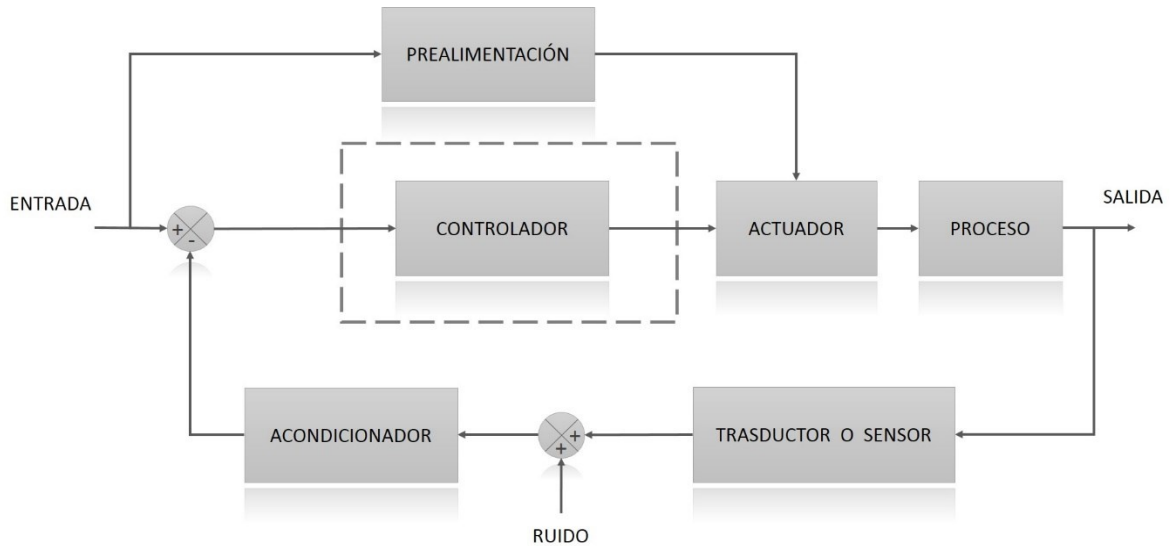 PREALIMENTACIÓN
ENTRADA
+
-
CONTROLADOR
ACTUADOR
PROCESO
SALIDA
ACONDICIONADOR
+
+
TRASDUCTOR O SENSOR
RUIDO